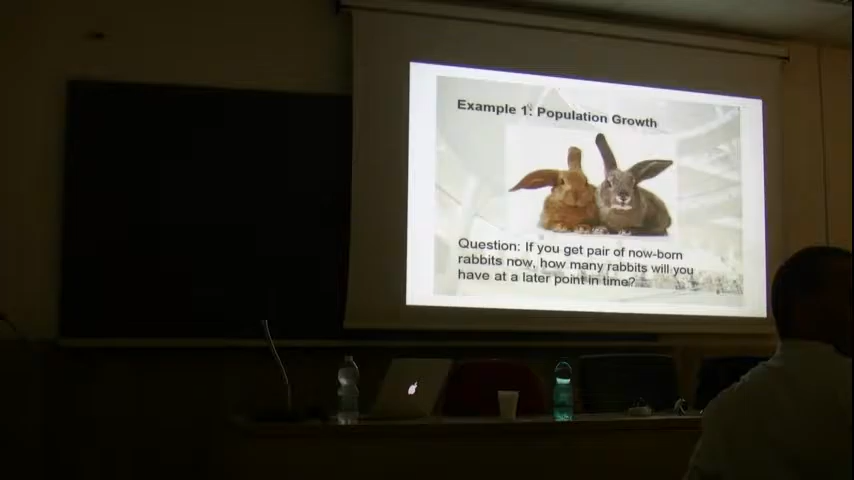 Example 1: Population Growth
Question: If you get pair of now-born
rabbits now, how many rabbits will you
have at a later point in time?